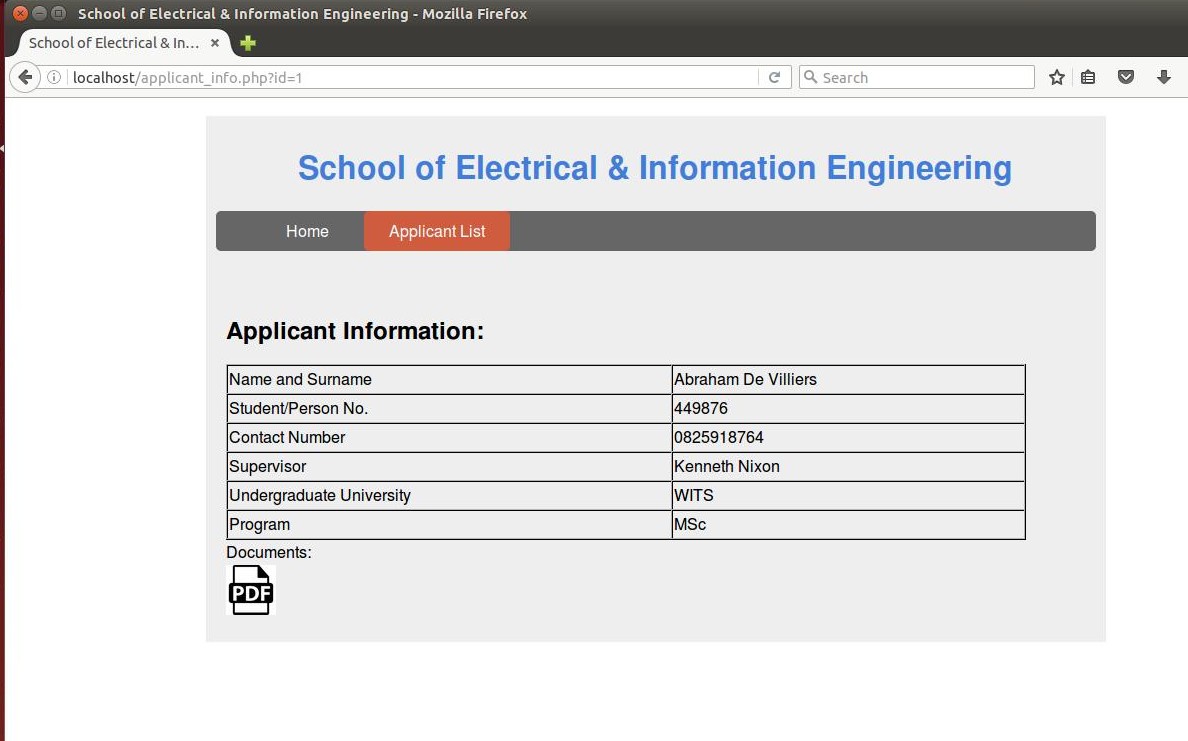 School of Electrical & Information Engineering - Mozilla Firefox
School of Electrical & In...
localhost/applicant_info.php?id=1
Search
School of Electrical & Information Engineering
Home Applicant List
Applicant Information:
Name and Surname Abraham De Villiers
Student/Person No. 449876
Contact Number 0825918764
Supervisor Kenneth Nixon
Undergraduate University WITS
Program MSc
Documents:
PDF